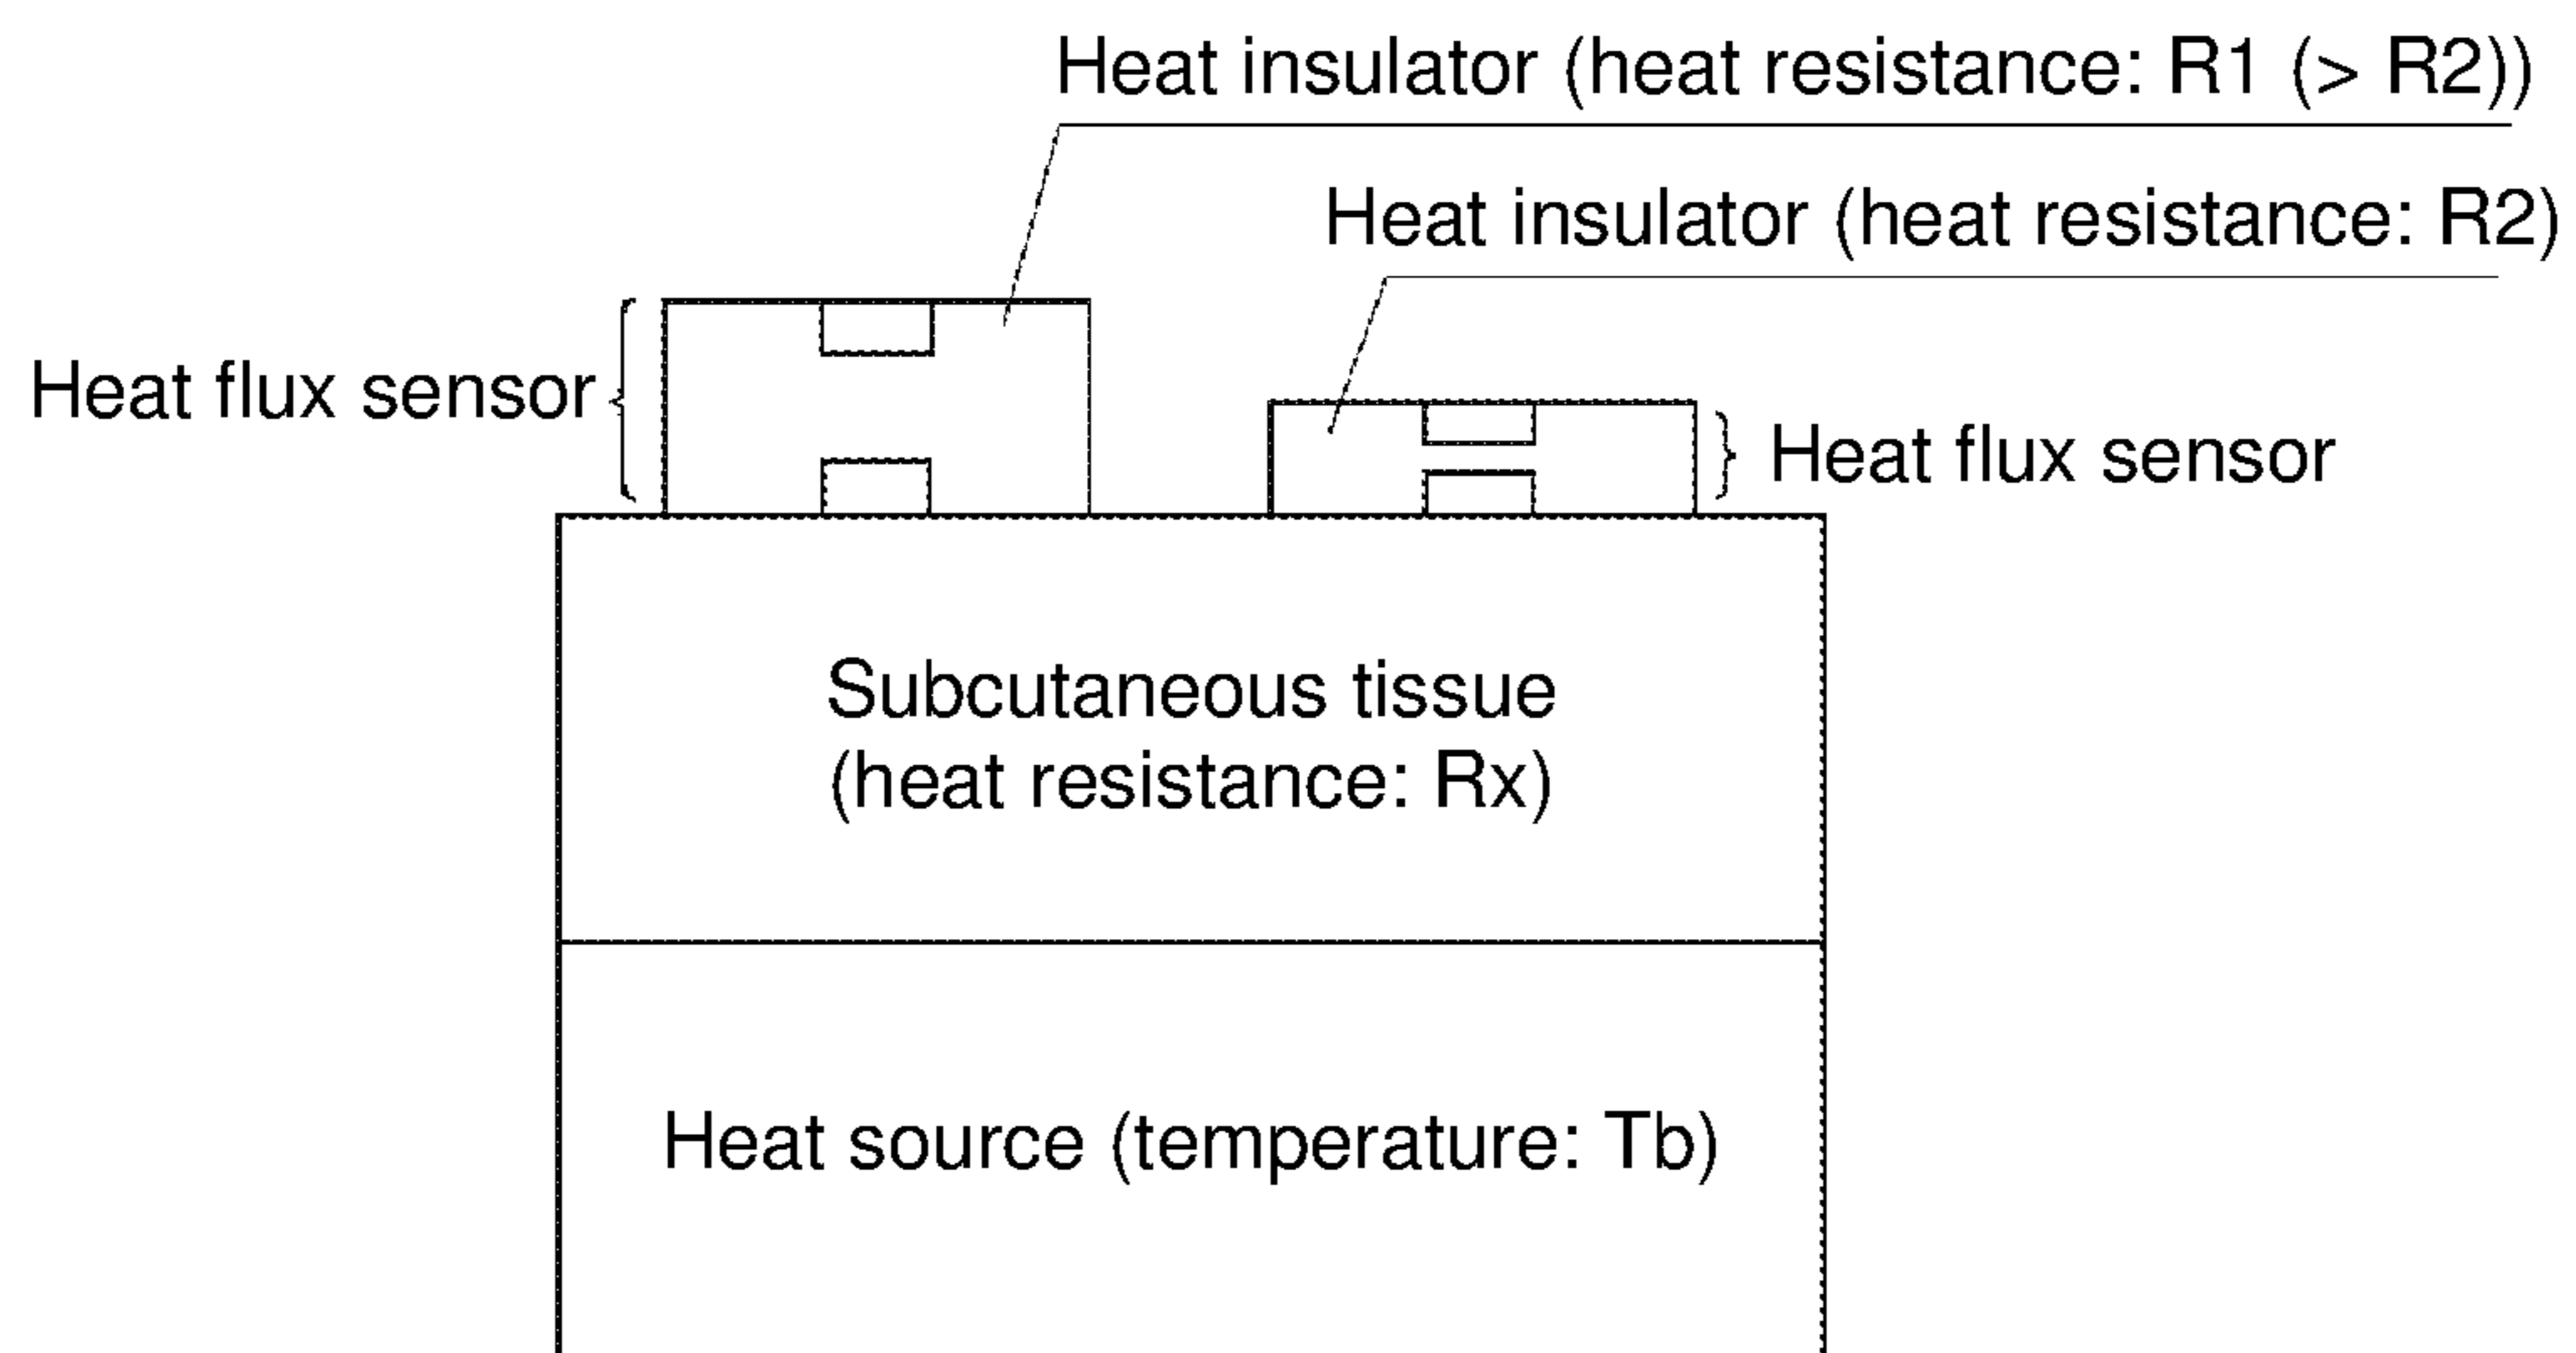 Heat insulator (heat resistance: R1 (> R2))
Heat insulator (heat resistance: R2)
Heat flux sensor
Heat flux sensor
Subcutaneous tissue
(heat resistance: Rx)
Heat source (temperature: Tb)